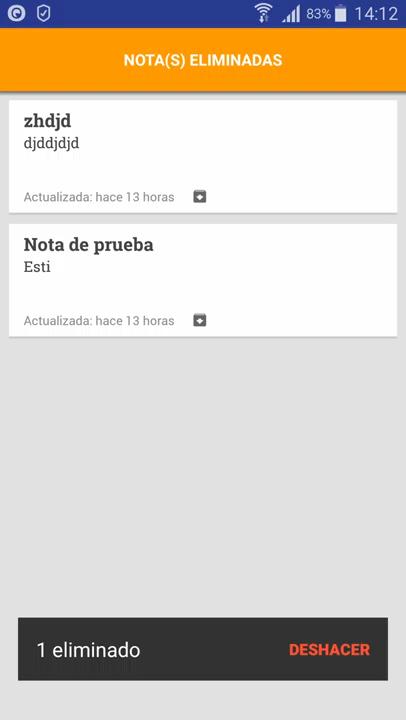 83% 14:12
NOTA(S) ELIMINADAS
zhdjd
djddjdjd
Actualizada: hace 13 horas
Nota de prueba
Esti
Actualizada: hace 13 horas
1 eliminado DESHACER